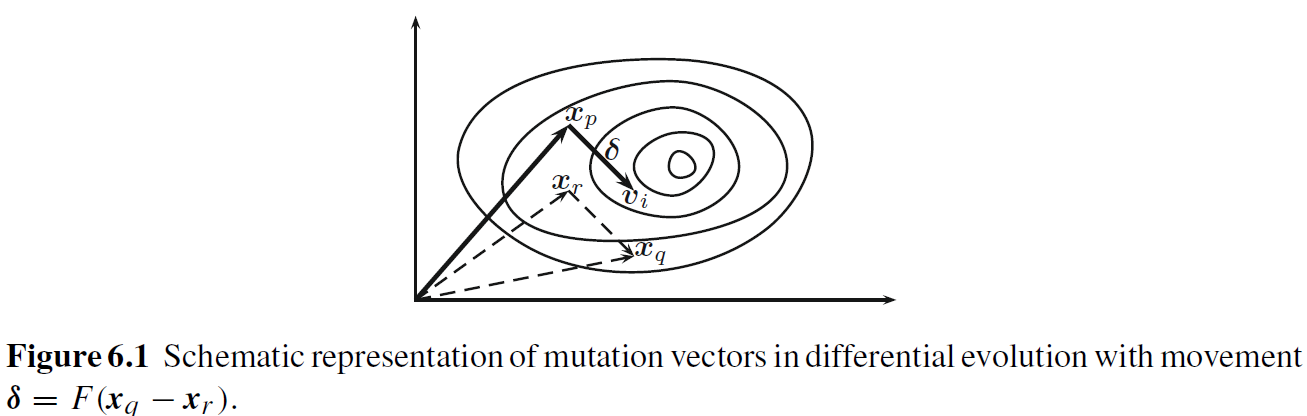 x_p
δ
x_r
v_i
x_q
Figure 6.1 Schematic representation of mutation vectors in differential evolution with movement
δ = F(x_q − x_r).